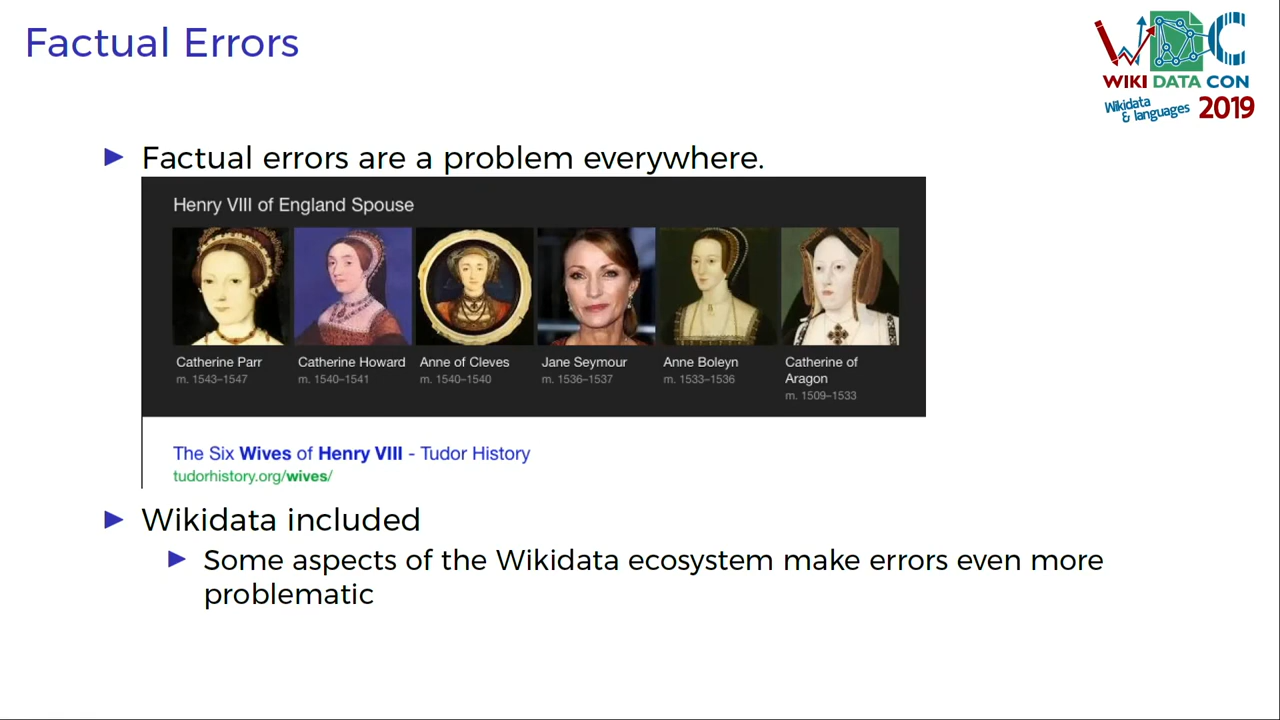 Factual Errors
WIKI DATA CON
Wikidata
& languages 2019
► Factual errors are a problem everywhere.
Henry VIII of England Spouse
Catherine Parr
m. 1543–1547
Catherine Howard
m. 1540–1541
Anne of Cleves
m. 1540–1540
Jane Seymour
m. 1536–1537
Anne Boleyn
m. 1533–1536
Catherine of
Aragon
m. 1509–1533
The Six Wives of Henry VIII - Tudor History
tudorhistory.org/wives/
► Wikidata included
► Some aspects of the Wikidata ecosystem make errors even more
problematic